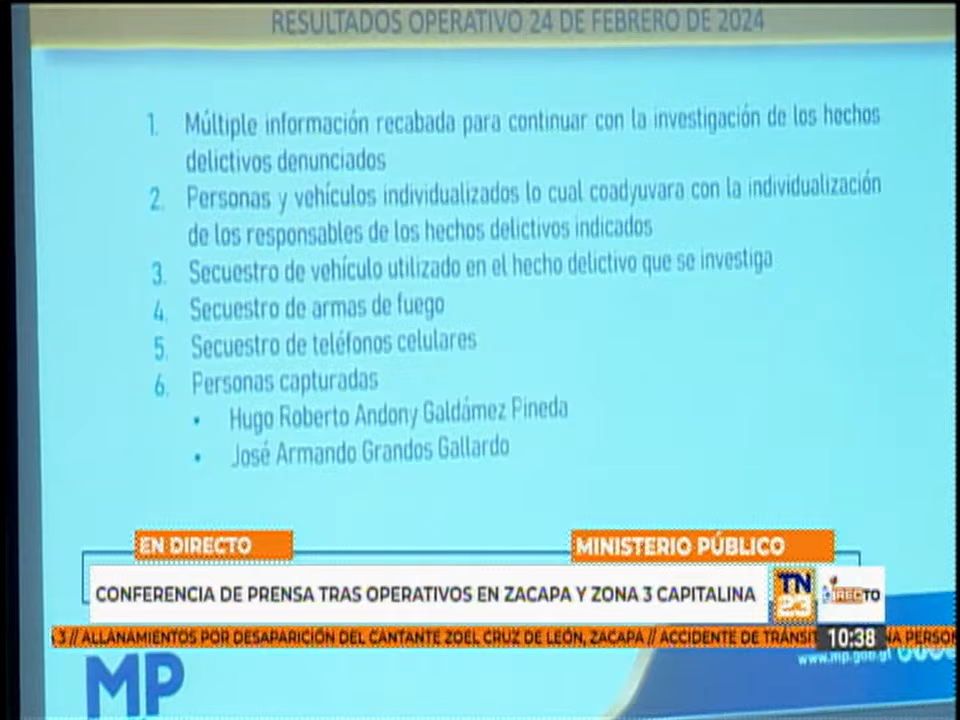 RESULTADOS OPERATIVO 24 DE FEBRERO DE 2024
1. Múltiple información recabada para continuar con la investigación de los hechos
delictivos denunciados
2. Personas y vehículos individualizados lo cual coadyuvara con la individualización
de los responsables de los hechos delictivos indicados
3. Secuestro de vehículo utilizado en el hecho delictivo que se investiga
4. Secuestro de armas de fuego
5. Secuestro de teléfonos celulares
6. Personas capturadas
• Hugo Roberto Andony Galdámez Pineda
• José Armando Grandos Gallardo
EN DIRECTO
MINISTERIO PÚBLICO
CONFERENCIA DE PRENSA TRAS OPERATIVOS EN ZACAPA Y ZONA 3 CAPITALINA
TN
23
DIRECTO
3 // ALLANAMIENTOS POR DESAPARICIÓN DEL CANTANTE ZOEL CRUZ DE LEÓN, ZACAPA // ACCIDENTE DE TRÁNSIT 10:38 NA PERSO
www.mp.gob.gt
MP